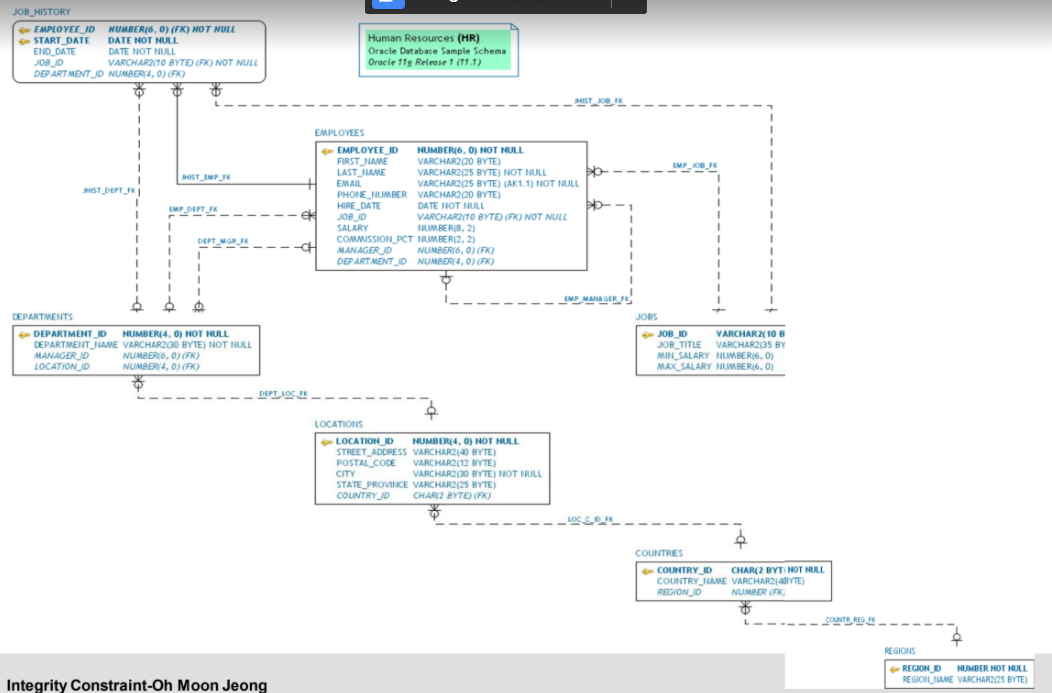 JOB_HISTORY
EMPLOYEE_ID NUMBER(6, 0) (FK) NOT NULL
START_DATE DATE NOT NULL
END_DATE DATE NOT NULL
JOB_ID VARCHAR2(10 BYTE) (FK) NOT NULL
DEPARTMENT_ID NUMBER(4, 0) (FK)
Human Resources (HR)
Oracle Database Sample Schema
Oracle 11g Release 1 (11.1)
JHIST_JOB_FK
EMPLOYEES
EMPLOYEE_ID NUMBER(6, 0) NOT NULL
FIRST_NAME VARCHAR2(20 BYTE)
LAST_NAME VARCHAR2(25 BYTE) NOT NULL
EMAIL VARCHAR2(25 BYTE) (AK1.1) NOT NULL
PHONE_NUMBER VARCHAR2(20 BYTE)
HIRE_DATE DATE NOT NULL
JOB_ID VARCHAR2(10 BYTE) (FK) NOT NULL
SALARY NUMBER(8, 2)
COMMISSION_PCT NUMBER(2, 2)
MANAGER_ID NUMBER(6, 0) (FK)
DEPARTMENT_ID NUMBER(4, 0) (FK)
EMP_JOB_FK
JHIST_EMP_FK
JHIST_DEPT_FK
EMP_DEPT_FK
DEPT_MGR_FK
EMP_MANAGER_FK
DEPARTMENTS
DEPARTMENT_ID NUMBER(4, 0) NOT NULL
DEPARTMENT_NAME VARCHAR2(30 BYTE) NOT NULL
MANAGER_ID NUMBER(6, 0) (FK)
LOCATION_ID NUMBER(4, 0) (FK)
JOBS
JOB_ID VARCHAR2(10 B
JOB_TITLE VARCHAR2(35 BY
MIN_SALARY NUMBER(6, 0)
MAX_SALARY NUMBER(6, 0)
DEPT_LOC_FK
LOCATIONS
LOCATION_ID NUMBER(4, 0) NOT NULL
STREET_ADDRESS VARCHAR2(40 BYTE)
POSTAL_CODE VARCHAR2(12 BYTE)
CITY VARCHAR2(30 BYTE) NOT NULL
STATE_PROVINCE VARCHAR2(25 BYTE)
COUNTRY_ID CHAR(2 BYTE) (FK)
LOC_C_ID_FK
COUNTRIES
COUNTRY_ID CHAR(2 BYT NOT NULL
COUNTRY_NAME VARCHAR2(4BYTE)
REGION_ID NUMBER (FK)
COUNTR_REG_FK
REGIONS
REGION_ID NUMBER NOT NULL
REGION_NAME VARCHAR2(25 BYTE)
Integrity Constraint-Oh Moon Jeong